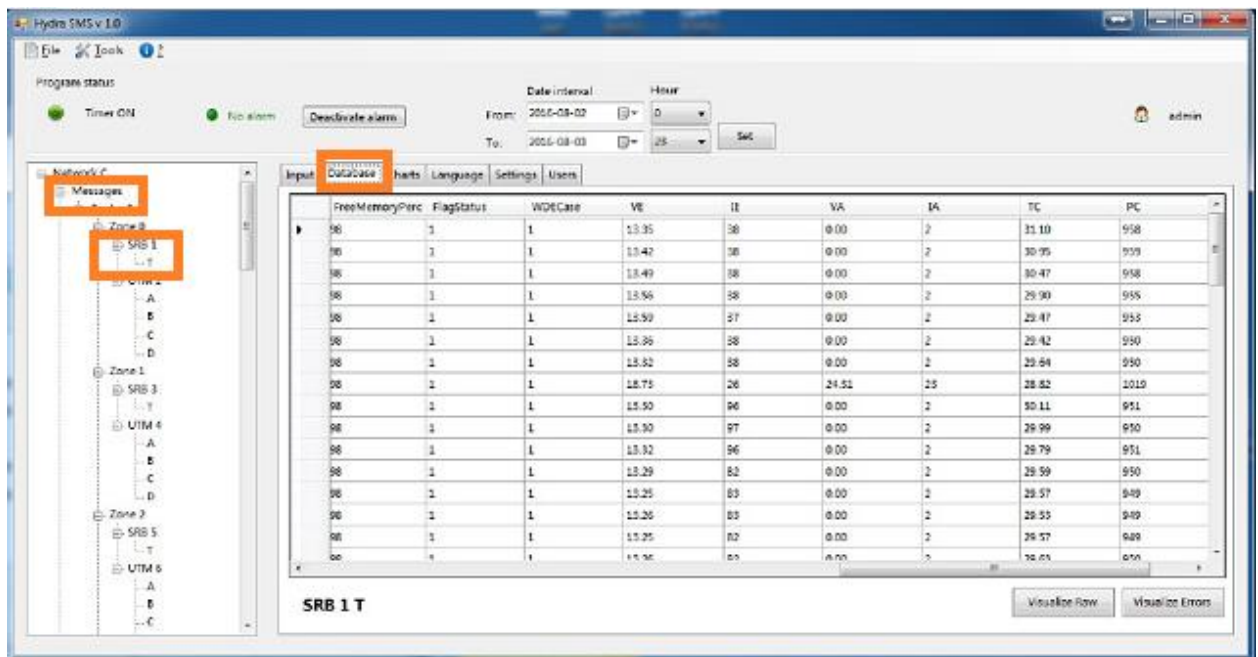 Hydra SMS v 1.0
File Tools ?
Program status
Date interval Hour
Timer ON No alarm Deactivate alarm From: 2016-08-02 0 admin
To: 2016-08-03 23 Set
Network C
Messages
Zone 0
SRB 1
T
A
B
C
D
Zone 1
SRB 3
T
UTM 4
A
B
C
D
Zone 2
SRB 5
T
UTM 6
A
B
C
Input Database Charts Language Settings Users
FreeMemoryPerc FlagStatus WDECase VE IE VA IA TC PC
98 1 1 13.35 38 0.00 2 31.10 958
98 1 1 13.42 38 0.00 2 30.95 959
98 1 1 13.49 38 0.00 2 30.47 958
98 1 1 13.56 38 0.00 2 29.90 955
98 1 1 13.59 37 0.00 2 29.47 953
98 1 1 13.36 38 0.00 2 29.42 950
98 1 1 13.32 38 0.00 2 29.64 950
98 1 1 18.73 26 24.51 25 28.82 1019
98 1 1 96 0.00 2 30.11 951
98 1 1 97 0.00 2 29.99 950
98 1 1 13.32 96 0.00 2 29.79 951
98 1 1 13.29 82 0.00 2 29.59 950
98 1 1 13.25 83 0.00 2 29.57 949
98 1 1 13.26 83 0.00 2 29.53 949
98 1 1 13.25 82 0.00 2 29.57 949
SRB 1 T
Visualize Raw Visualize Errors